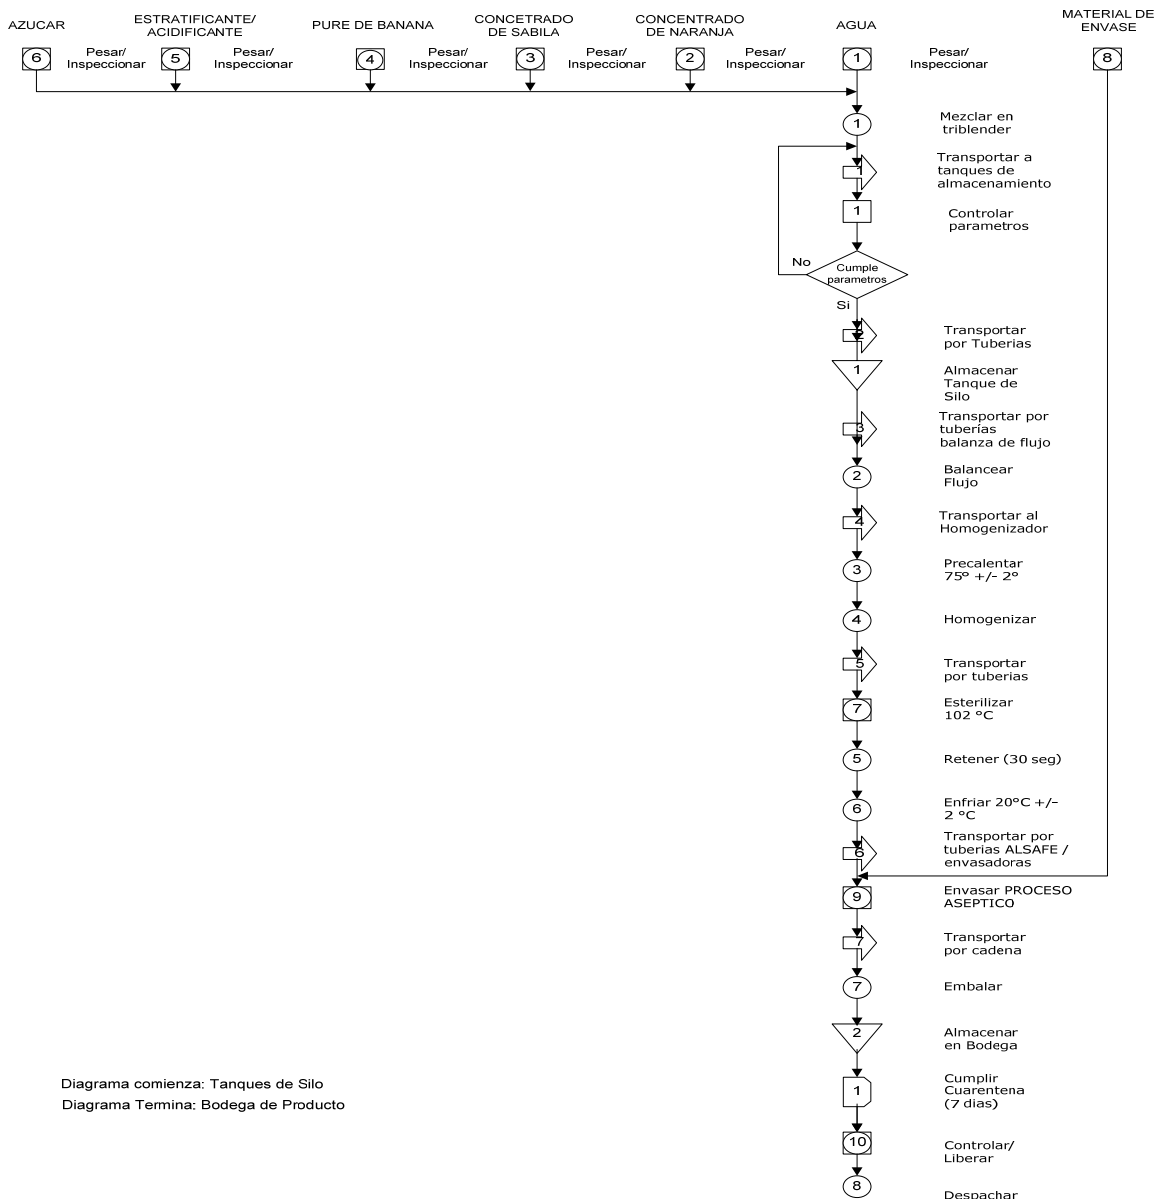 AZUCAR
ESTRATIFICANTE/
ACIDIFICANTE
PURE DE BANANA
CONCETRADO
DE SABILA
CONCENTRADO
DE NARANJA
AGUA
MATERIAL DE
ENVASE
6
Pesar/
Inspeccionar
5
Pesar/
Inspeccionar
4
Pesar/
Inspeccionar
3
Pesar/
Inspeccionar
2
Pesar/
Inspeccionar
1
Pesar/
Inspeccionar
8
1
Mezclar en
triblender
1
Transportar a
tanques de
almacenamiento
1
Controlar
parametros
No
Cumple
parametros
Si
2
Transportar
por Tuberias
1
Almacenar
Tanque de
Silo
3
Transportar por
tuberías
balanza de flujo
2
Balancear
Flujo
4
Transportar al
Homogenizador
3
Precalentar
75º +/- 2º
4
Homogenizar
5
Transportar
por tuberias
7
Esterilizar
102 ºC
5
Retener (30 seg)
6
Enfriar 20ºC +/-
2 ºC
6
Transportar por
tuberias ALSAFE /
envasadoras
9
Envasar PROCESO
ASEPTICO
7
Transportar
por cadena
7
Embalar
2
Almacenar
en Bodega
1
Cumplir
Cuarentena
(7 dias)
10
Controlar/
Liberar
8
Despachar
Diagrama comienza: Tanques de Silo
Diagrama Termina: Bodega de Producto